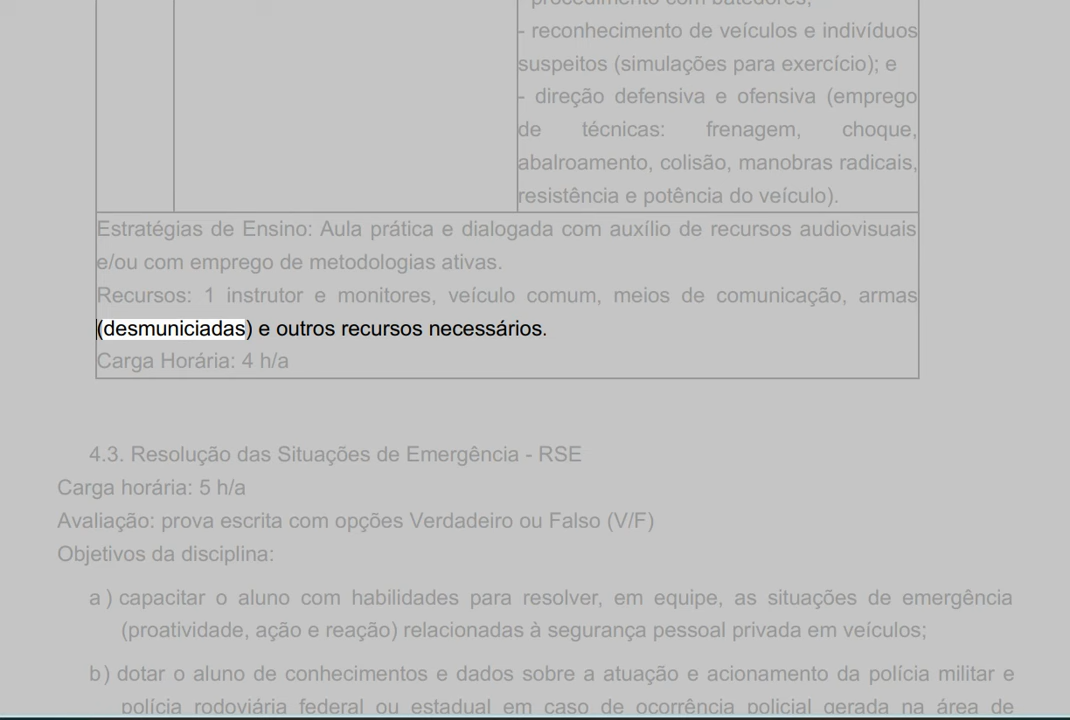 procedimento com batedores;
- reconhecimento de veículos e indivíduos
suspeitos (simulações para exercício); e
- direção defensiva e ofensiva (emprego
de técnicas: frenagem, choque,
abalroamento, colisão, manobras radicais,
resistência e potência do veículo).
Estratégias de Ensino: Aula prática e dialogada com auxílio de recursos audiovisuais
e/ou com emprego de metodologias ativas.
Recursos: 1 instrutor e monitores, veículo comum, meios de comunicação, armas
(desmuniciadas) e outros recursos necessários.
Carga Horária: 4 h/a
4.3. Resolução das Situações de Emergência - RSE
Carga horária: 5 h/a
Avaliação: prova escrita com opções Verdadeiro ou Falso (V/F)
Objetivos da disciplina:
a) capacitar o aluno com habilidades para resolver, em equipe, as situações de emergência
(proatividade, ação e reação) relacionadas à segurança pessoal privada em veículos;
b) dotar o aluno de conhecimentos e dados sobre a atuação e acionamento da polícia militar e
polícia rodoviária federal ou estadual em caso de ocorrência policial gerada na área de